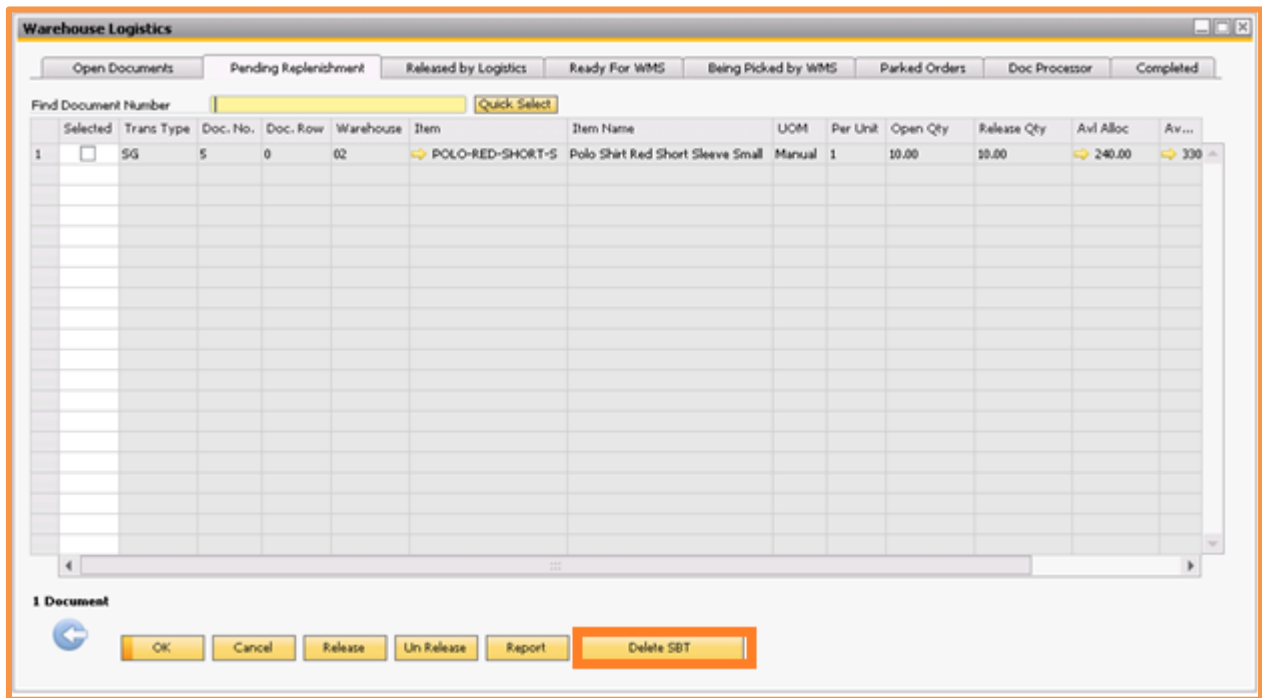 Warehouse Logistics
Open Documents Pending Replenishment Released by Logistics Ready For WMS Being Picked by WMS Parked Orders Doc Processor Completed
Find Document Number Quick Select
Selected Trans Type Doc. No. Doc. Row Warehouse Item Item Name UOM Per Unit Open Qty Release Qty Avl Alloc Av...
1 SG 5 0 02 POLO-RED-SHORT-S Polo Shirt Red Short Sleeve Small Manual 1 10.00 10.00 240.00 330
1 Document
OK Cancel Release Un Release Report Delete SBT